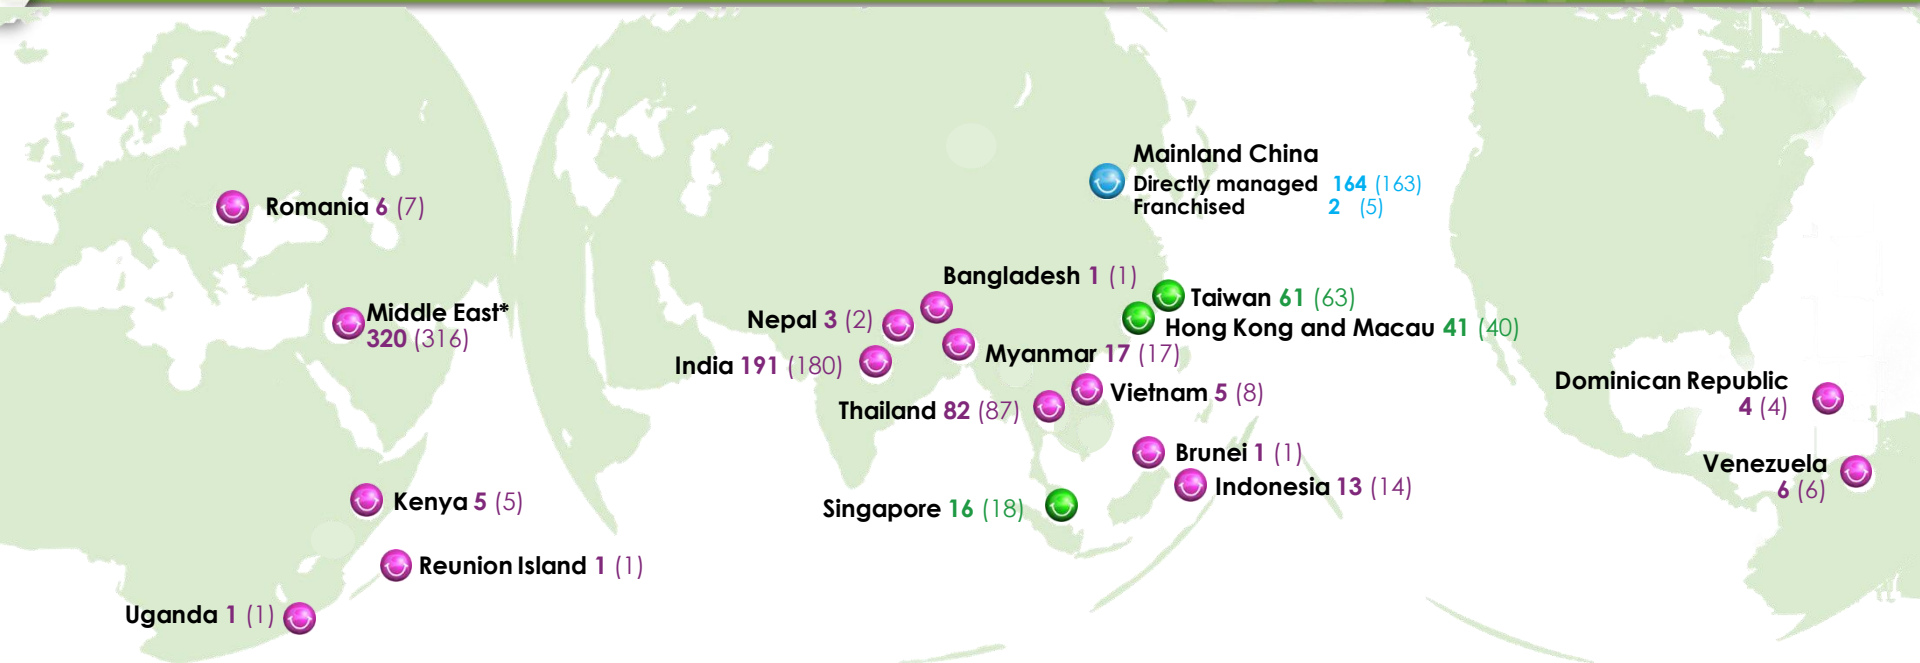 Mainland China
Directly managed 164 (163)
Franchised 2 (5)
Romania 6 (7)
Bangladesh 1 (1)
Taiwan 61 (63)
Middle East*
320 (316)
Nepal 3 (2)
Hong Kong and Macau 41 (40)
Myanmar 17 (17)
India 191 (180)
Dominican Republic
4 (4)
Vietnam 5 (8)
Thailand 82 (87)
Brunei 1 (1)
Venezuela
6 (6)
Indonesia 13 (14)
Kenya 5 (5)
Singapore 16 (18)
Reunion Island 1 (1)
Uganda 1 (1)